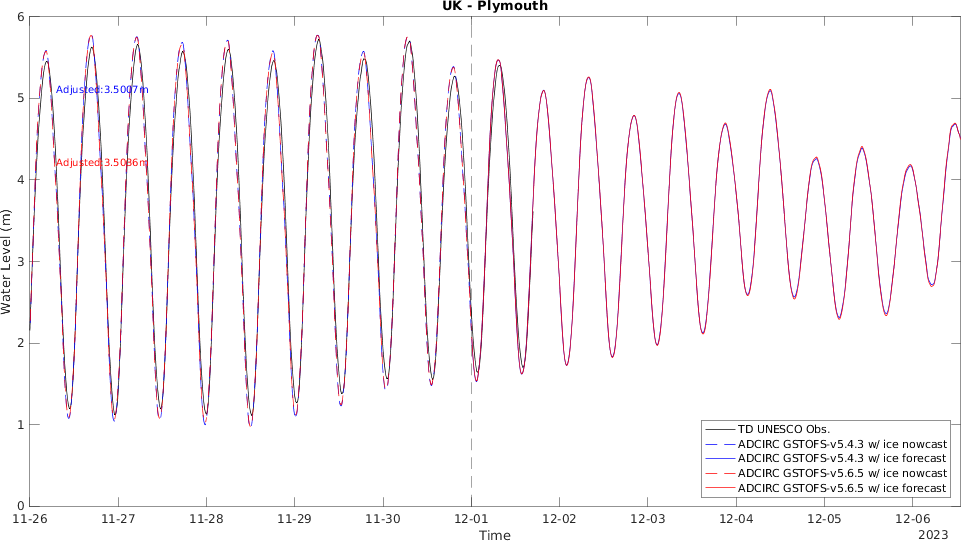 UK - Plymouth
Water Level (m)
6
5
4
3
2
1
0
Adjusted:3.5007m
Adjusted:3.5036m
TD UNESCO Obs.
ADCIRC GSTOFS-v5.4.3 w/ ice nowcast
ADCIRC GSTOFS-v5.4.3 w/ ice forecast
ADCIRC GSTOFS-v5.6.5 w/ ice nowcast
ADCIRC GSTOFS-v5.6.5 w/ ice forecast
11-26 11-27 11-28 11-29 11-30 12-01 12-02 12-03 12-04 12-05 12-06
Time
2023